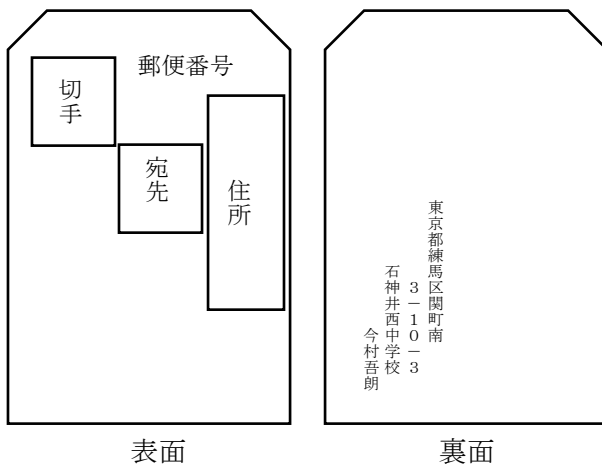 郵便番号
切手
宛先
住所
東京都練馬区関町南
３－１０－３
石神井西中学校
今村吾朗
表面
裏面